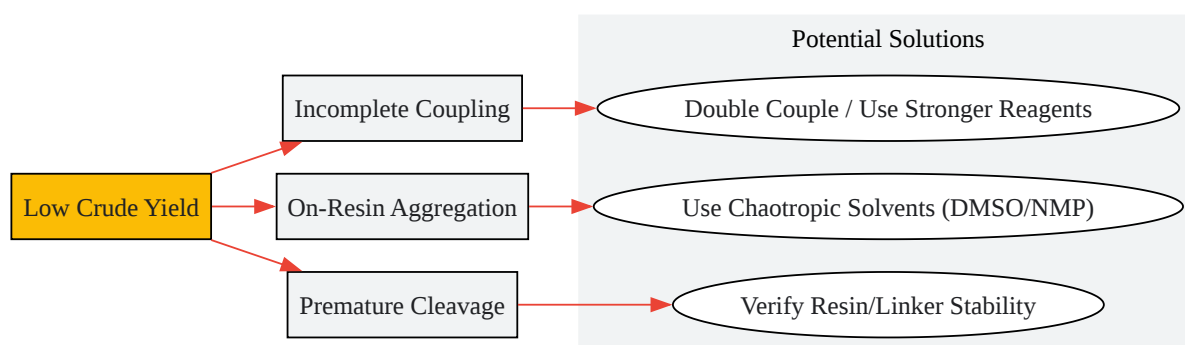 Potential Solutions
Incomplete Coupling
Double Couple / Use Stronger Reagents
Low Crude Yield
On-Resin Aggregation
Use Chaotropic Solvents (DMSO/NMP)
Premature Cleavage
Verify Resin/Linker Stability